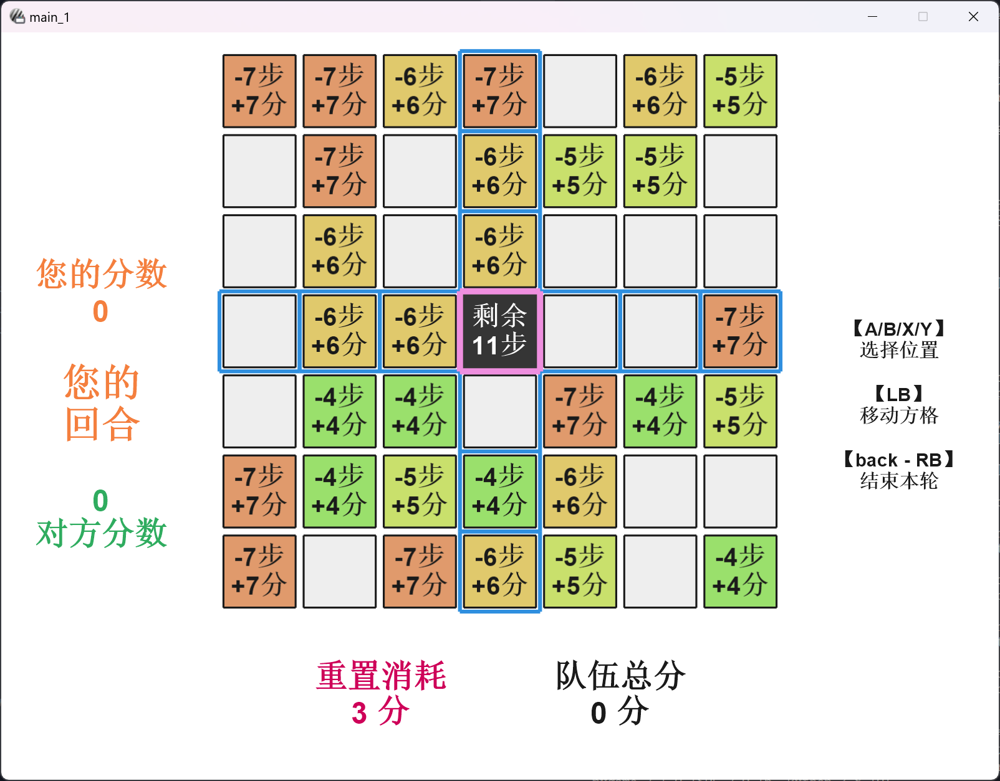 main_1
-7步 -7步 -6步 -7步 -6步 -5步
+7分 +7分 +6分 +7分 +6分 +5分
-7步 -6步 -5步 -5步
+7分 +6分 +5分 +5分
-6步 -6步
+6分 +6分
您的分数
0
-6步 -6步 剩余 -7步
+6分 +6分 11步 +7分
【A/B/X/Y】
选择位置
您的
回合
-4步 -4步 -7步 -4步 -5步
+4分 +4分 +7分 +4分 +5分
【LB】
移动方格
【back - RB】
结束本轮
-7步 -4步 -5步 -4步 -6步
+7分 +4分 +5分 +4分 +6分
0
对方分数
-7步 -7步 -6步 -5步 -4步
+7分 +7分 +6分 +5分 +4分
重置消耗
3 分
队伍总分
0 分